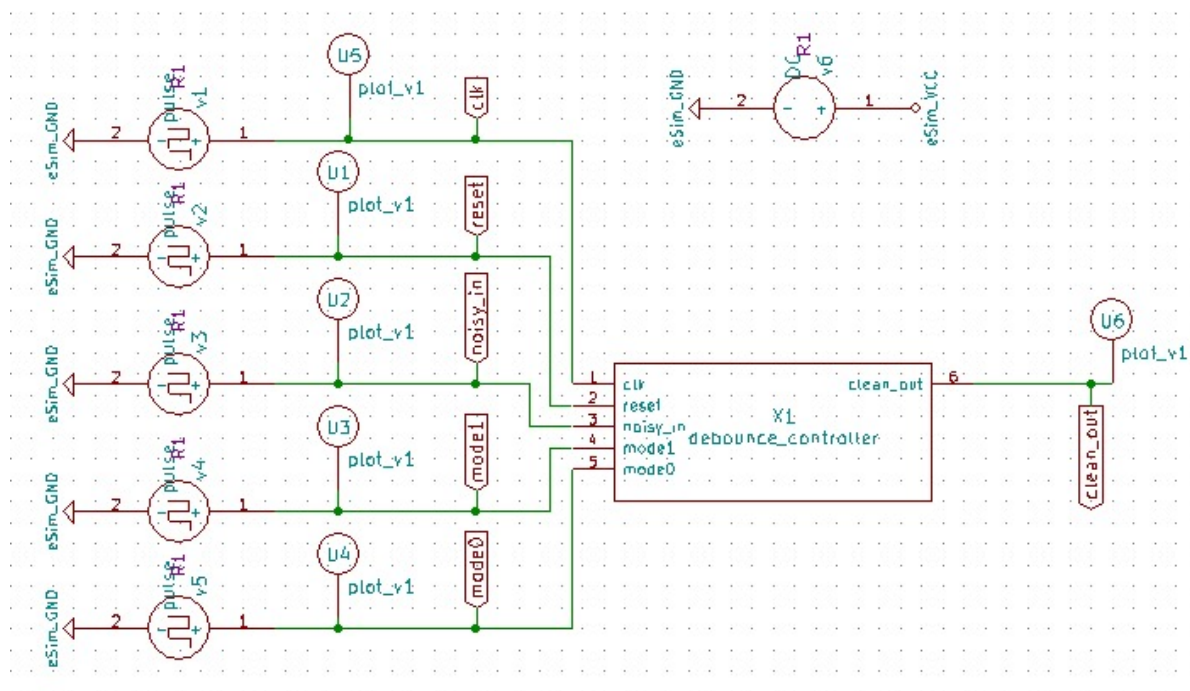 U5
plot_v1
clk
eSim_GND
2
pulse
R1
v1
- +
1
eSim_GND
2
DC
R1
v6
- +
1
eSim_VCC
U1
plot_v1
reset
eSim_GND
2
pulse
R1
v2
- +
1
U2
plot_v1
noisy_in
eSim_GND
2
pulse
R1
v3
- +
1
U3
plot_v1
mode1
eSim_GND
2
pulse
R1
v4
- +
1
U4
plot_v1
mode0
eSim_GND
2
pulse
R1
v5
- +
1
1 clk
2 reset
3 noisy_in
4 mode1
5 mode0
X1
debounce_controller
clean_out 6
U6
plot_v1
clean_out